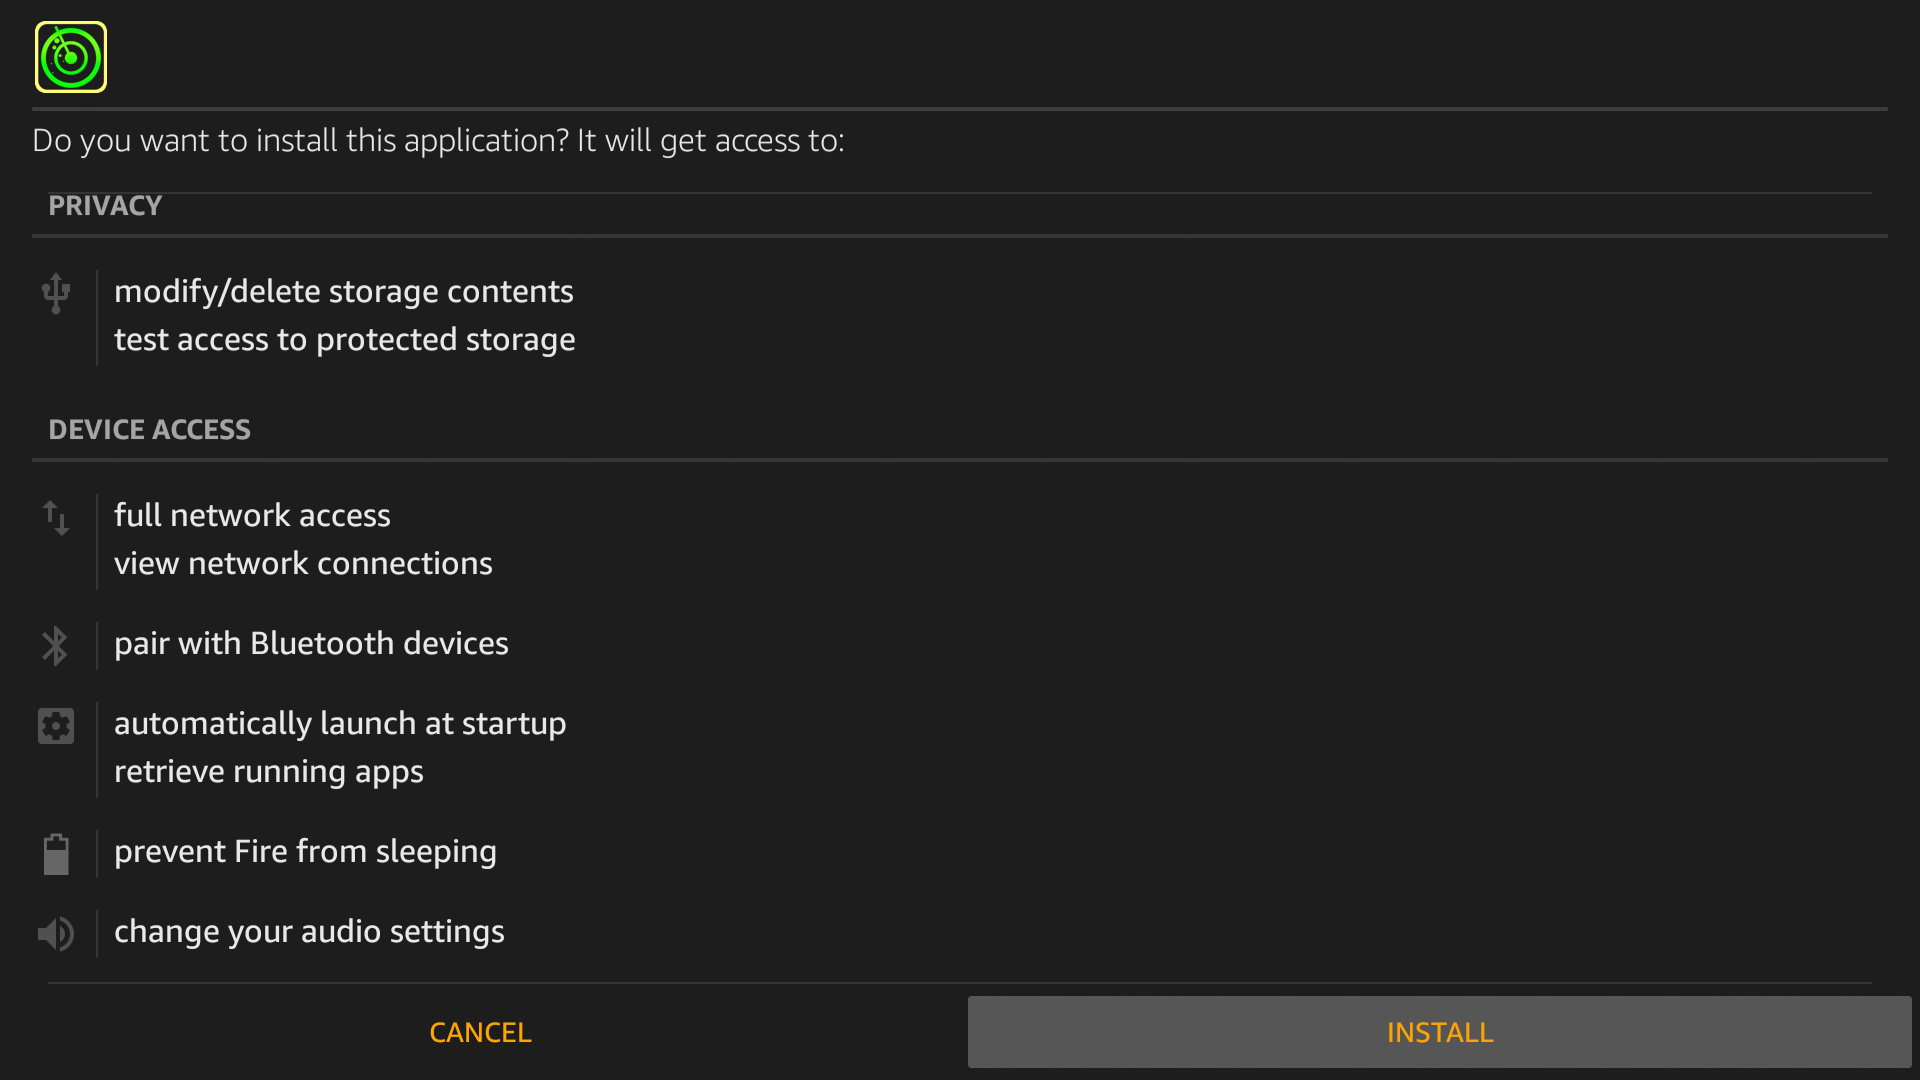 Do you want to install this application? It will get access to:
PRIVACY
modify/delete storage contents
test access to protected storage
DEVICE ACCESS
full network access
view network connections
pair with Bluetooth devices
automatically launch at startup
retrieve running apps
prevent Fire from sleeping
change your audio settings
CANCEL
INSTALL